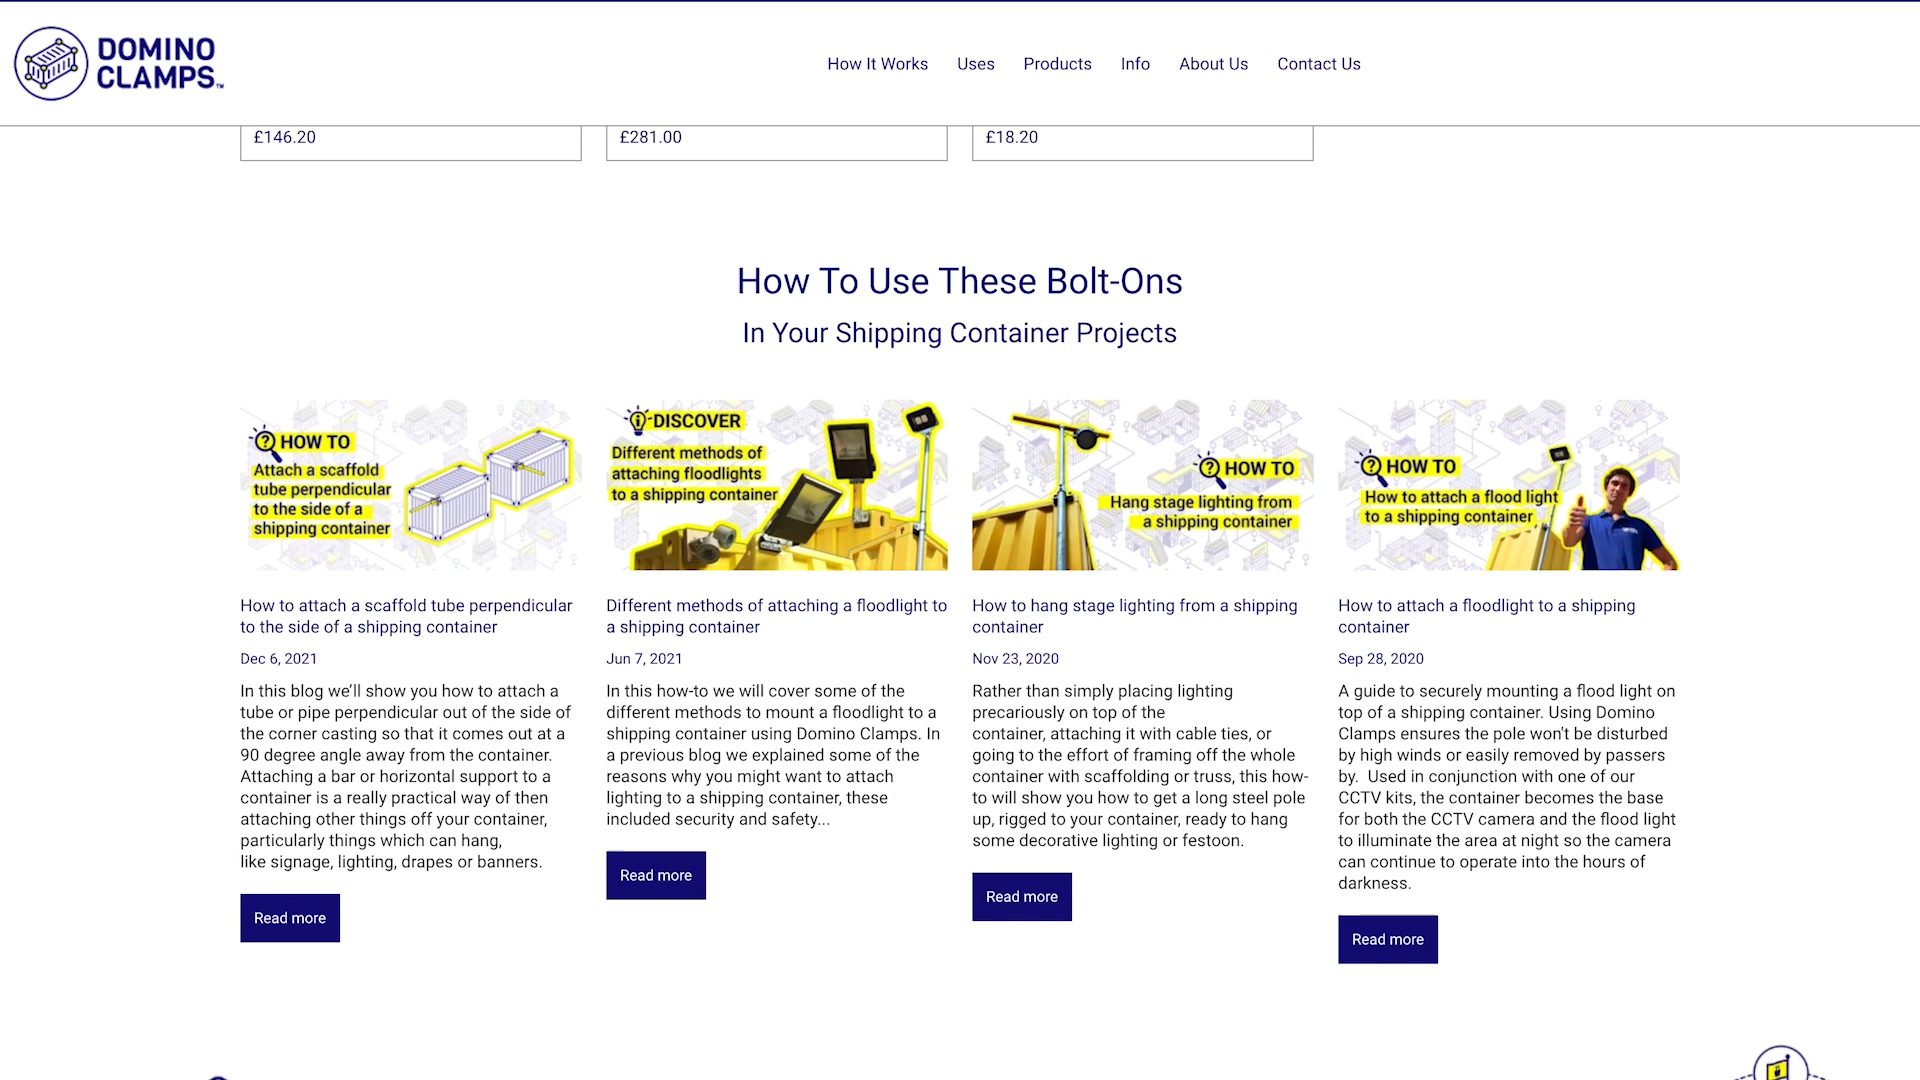 DOMINO
CLAMPS™
How It Works Uses Products Info About Us Contact Us
£146.20
£281.00
£18.20
How To Use These Bolt-Ons
In Your Shipping Container Projects
HOW TO
Attach a scaffold
tube perpendicular
to the side of a
shipping container
How to attach a scaffold tube perpendicular
to the side of a shipping container
Dec 6, 2021
In this blog we’ll show you how to attach a
tube or pipe perpendicular out of the side of
the corner casting so that it comes out at a
90 degree angle away from the container.
Attaching a bar or horizontal support to a
container is a really practical way of then
attaching other things off your container,
particularly things which can hang,
like signage, lighting, drapes or banners.
Read more
DISCOVER
Different methods of
attaching floodlights
to a shipping container
Different methods of attaching a floodlight to
a shipping container
Jun 7, 2021
In this how-to we will cover some of the
different methods to mount a floodlight to a
shipping container using Domino Clamps. In
a previous blog we explained some of the
reasons why you might want to attach
lighting to a shipping container, these
included security and safety...
Read more
HOW TO
Hang stage lighting from
a shipping container
How to hang stage lighting from a shipping
container
Nov 23, 2020
Rather than simply placing lighting
precariously on top of the
container, attaching it with cable ties, or
going to the effort of framing off the whole
container with scaffolding or truss, this how-
to will show you how to get a long steel pole
up, rigged to your container, ready to hang
some decorative lighting or festoon.
Read more
HOW TO
How to attach a flood light
to a shipping container
How to attach a floodlight to a shipping
container
Sep 28, 2020
A guide to securely mounting a flood light on
top of a shipping container. Using Domino
Clamps ensures the pole won't be disturbed
by high winds or easily removed by passers
by. Used in conjunction with one of our
CCTV kits, the container becomes the base
for both the CCTV camera and the flood light
to illuminate the area at night so the camera
can continue to operate into the hours of
darkness.
Read more